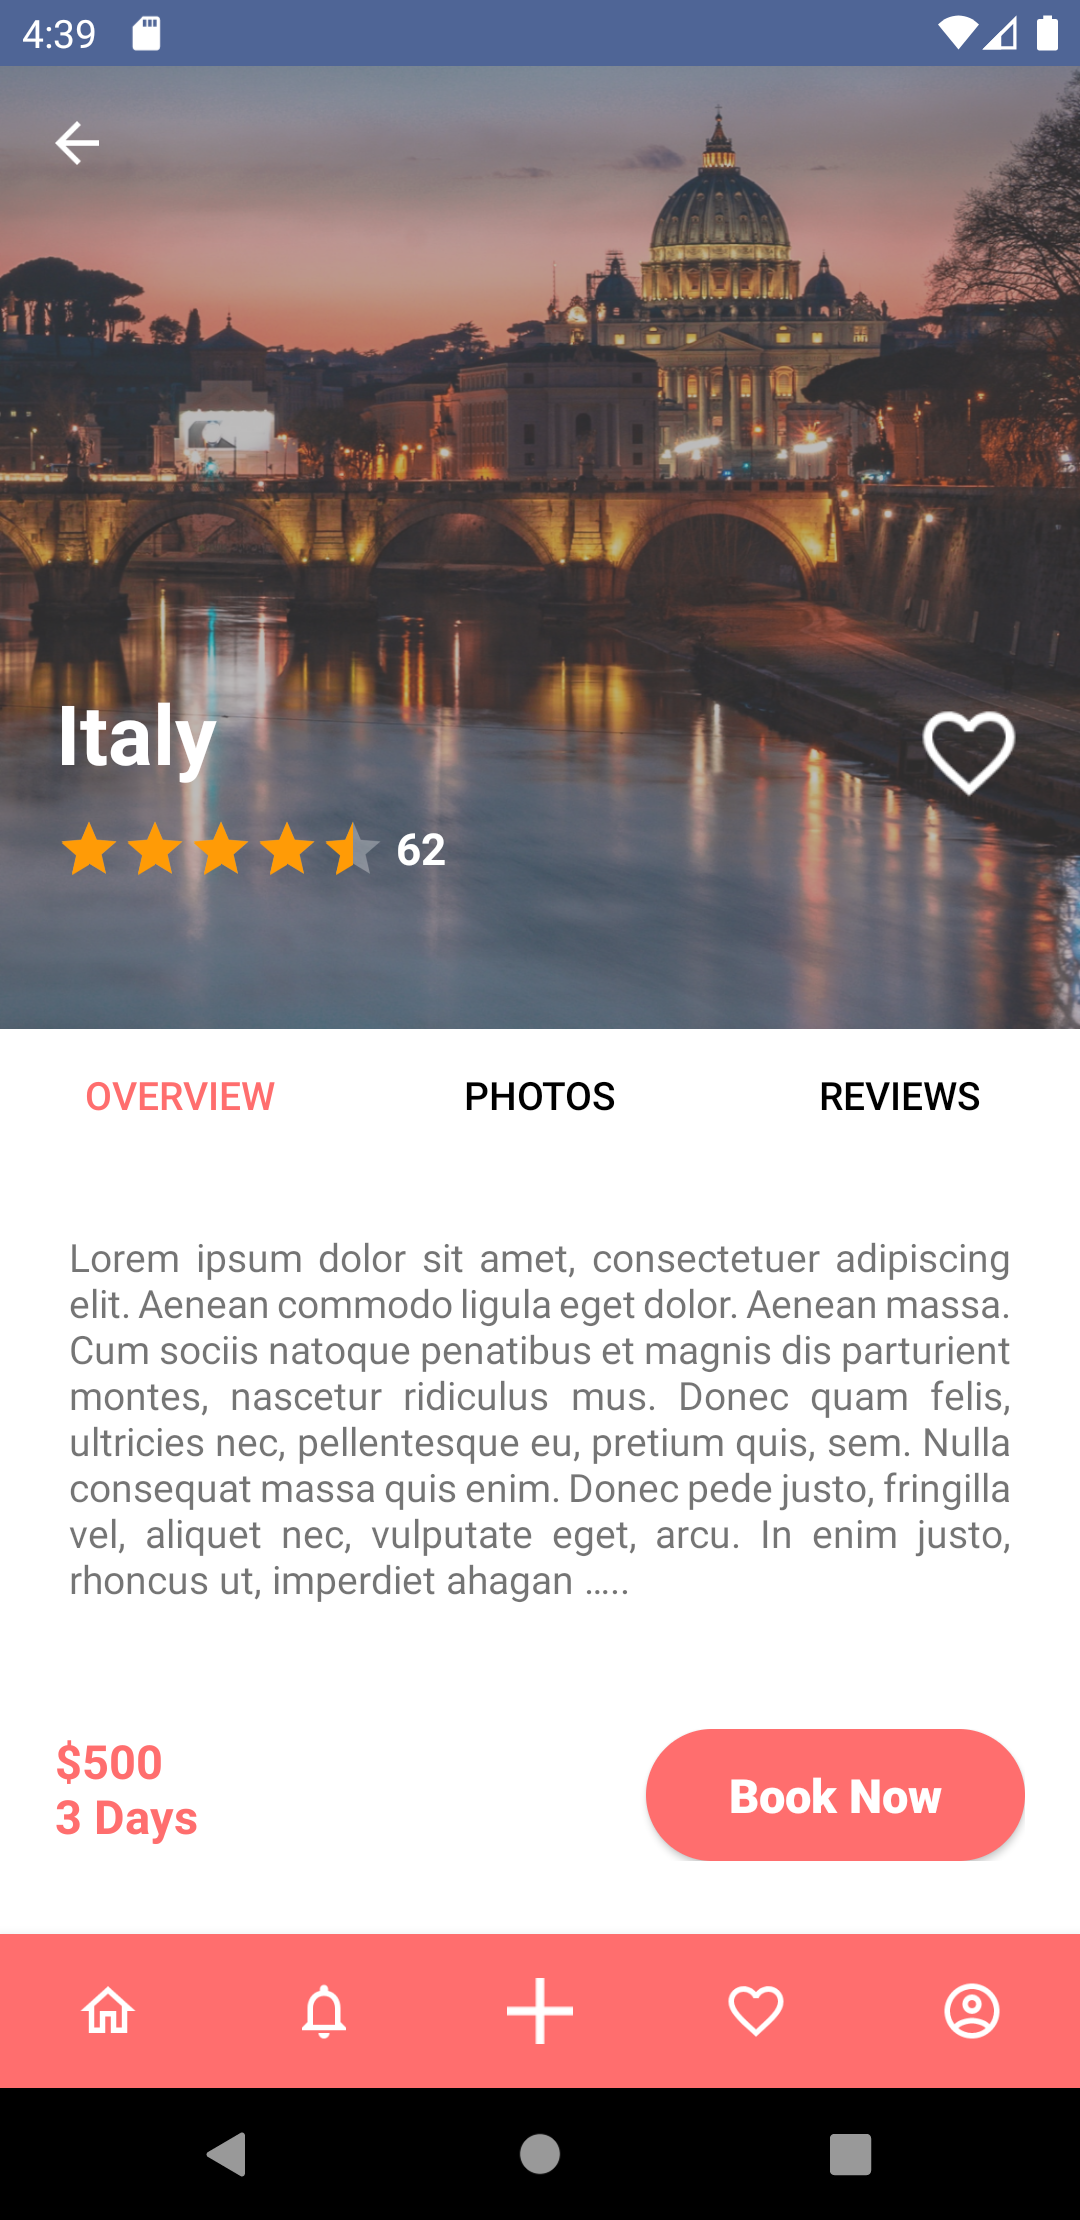 4:39
Italy
62
OVERVIEW PHOTOS REVIEWS
Lorem ipsum dolor sit amet, consectetuer adipiscing
elit. Aenean commodo ligula eget dolor. Aenean massa.
Cum sociis natoque penatibus et magnis dis parturient
montes, nascetur ridiculus mus. Donec quam felis,
ultricies nec, pellentesque eu, pretium quis, sem. Nulla
consequat massa quis enim. Donec pede justo, fringilla
vel, aliquet nec, vulputate eget, arcu. In enim justo,
rhoncus ut, imperdiet ahagan …..
$500
3 Days
Book Now